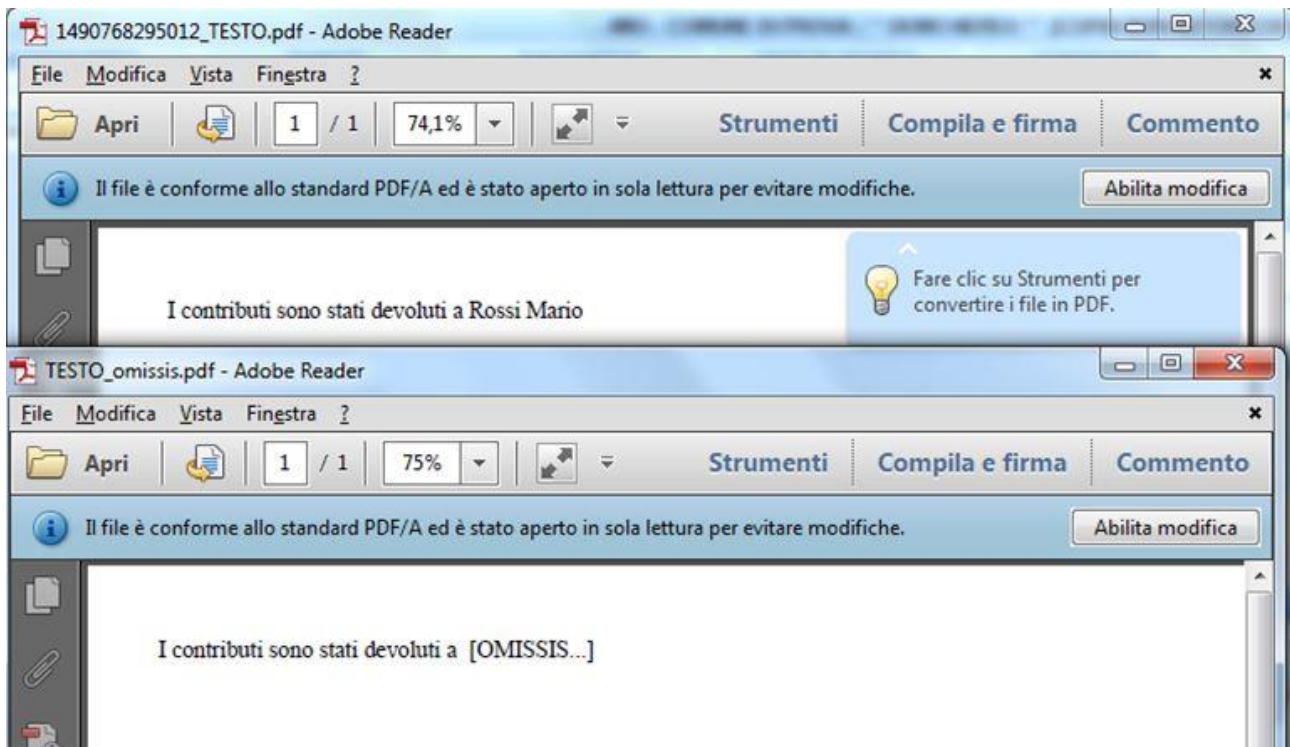 1490768295012_TESTO.pdf - Adobe Reader
File Modifica Vista Finestra ?
Apri 1 / 1 74,1% Strumenti Compila e firma Commento
Il file è conforme allo standard PDF/A ed è stato aperto in sola lettura per evitare modifiche. Abilita modifica
Fare clic su Strumenti per
convertire i file in PDF.
I contributi sono stati devoluti a Rossi Mario
TESTO_omissis.pdf - Adobe Reader
File Modifica Vista Finestra ?
Apri 1 / 1 75% Strumenti Compila e firma Commento
Il file è conforme allo standard PDF/A ed è stato aperto in sola lettura per evitare modifiche. Abilita modifica
I contributi sono stati devoluti a [OMISSIS...]